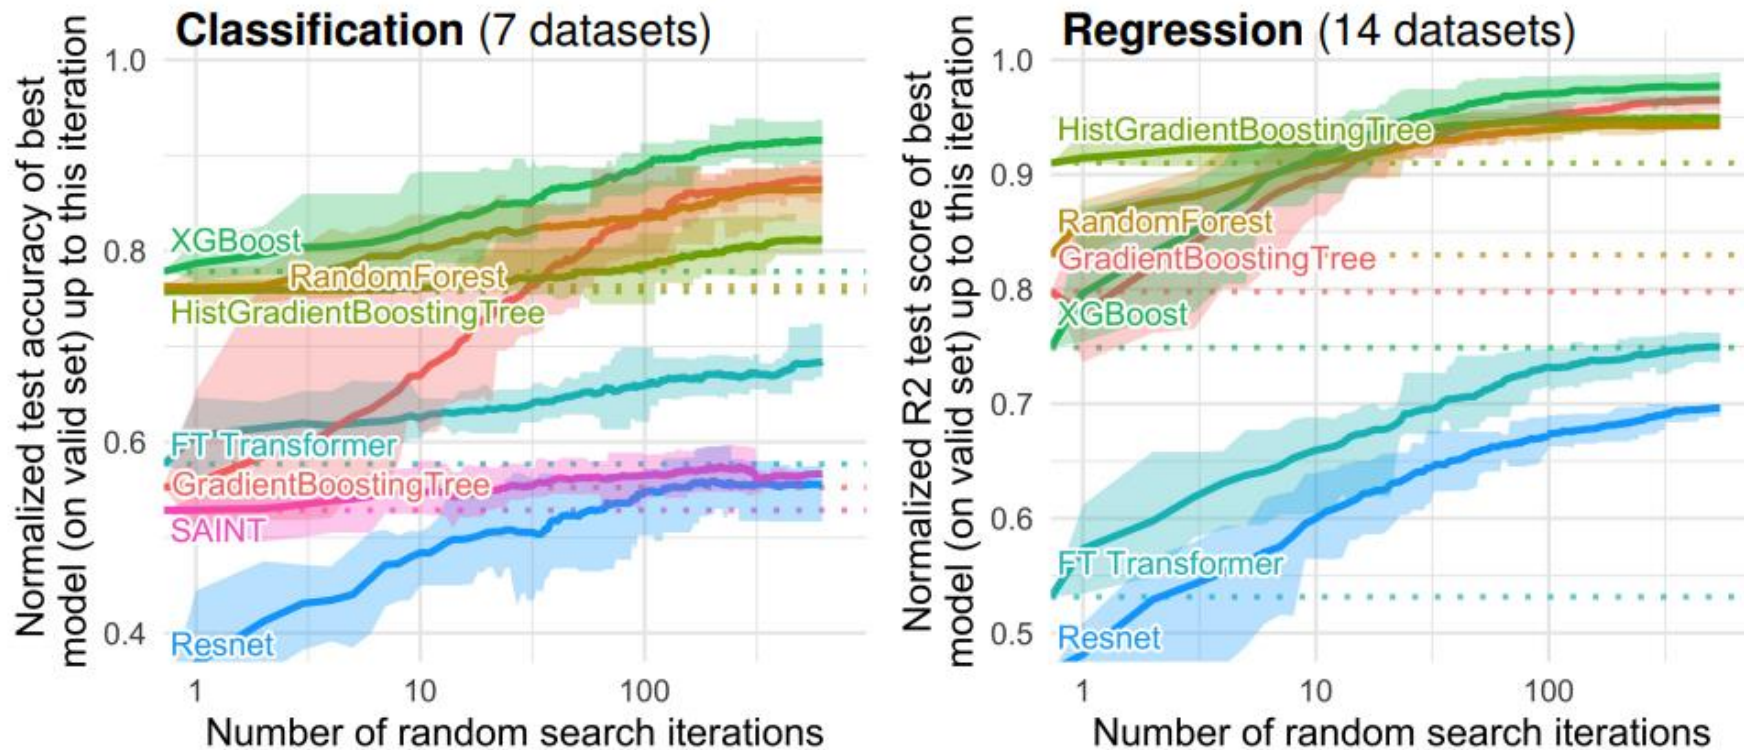 Classification (7 datasets)
Normalized test accuracy of best
model (on valid set) up to this iteration
1.0
0.8
0.6
0.4
XGBoost
RandomForest
HistGradientBoostingTree
FT Transformer
GradientBoostingTree
SAINT
Resnet
1
10
100
Number of random search iterations
Regression (14 datasets)
Normalized R2 test score of best
model (on valid set) up to this iteration
1.0
0.9
0.8
0.7
0.6
0.5
HistGradientBoostingTree
RandomForest
GradientBoostingTree
XGBoost
FT Transformer
Resnet
1
10
100
Number of random search iterations